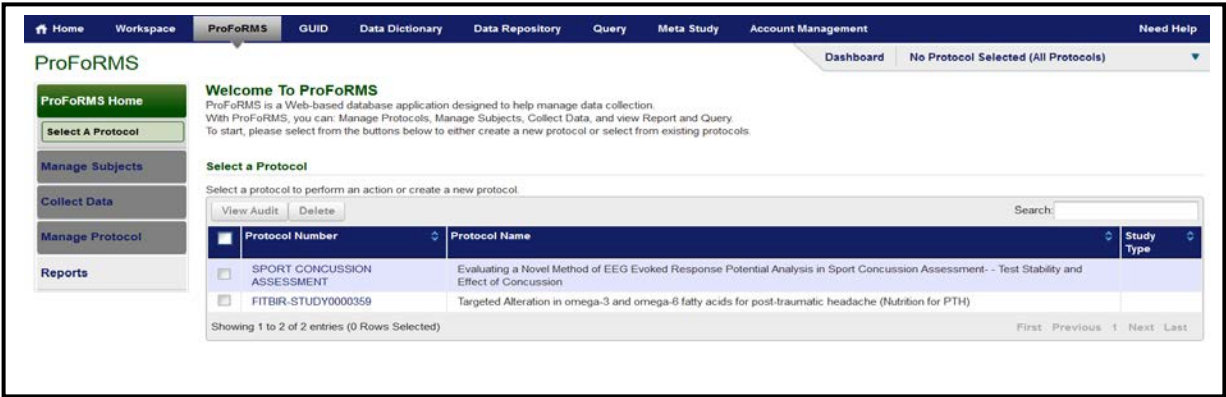 Home Workspace ProFoRMS GUID Data Dictionary Data Repository Query Meta Study Account Management Need Help
Dashboard No Protocol Selected (All Protocols)
ProFoRMS
ProFoRMS Home
Select A Protocol
Manage Subjects
Collect Data
Manage Protocol
Reports
Welcome To ProFoRMS
ProFoRMS is a Web-based database application designed to help manage data collection.
With ProFoRMS, you can: Manage Protocols, Manage Subjects, Collect Data, and view Report and Query.
To start, please select from the buttons below to either create a new protocol or select from existing protocols.
Select a Protocol
Select a protocol to perform an action or create a new protocol.
View Audit Delete Search:
Protocol Number Protocol Name Study
Type
SPORT CONCUSSION Evaluating a Novel Method of EEG Evoked Response Potential Analysis in Sport Concussion Assessment- - Test Stability and
ASSESSMENT Effect of Concussion
FITBIR-STUDY0000359 Targeted Alteration in omega-3 and omega-6 fatty acids for post-traumatic headache (Nutrition for PTH)
Showing 1 to 2 of 2 entries (0 Rows Selected) First Previous 1 Next Last